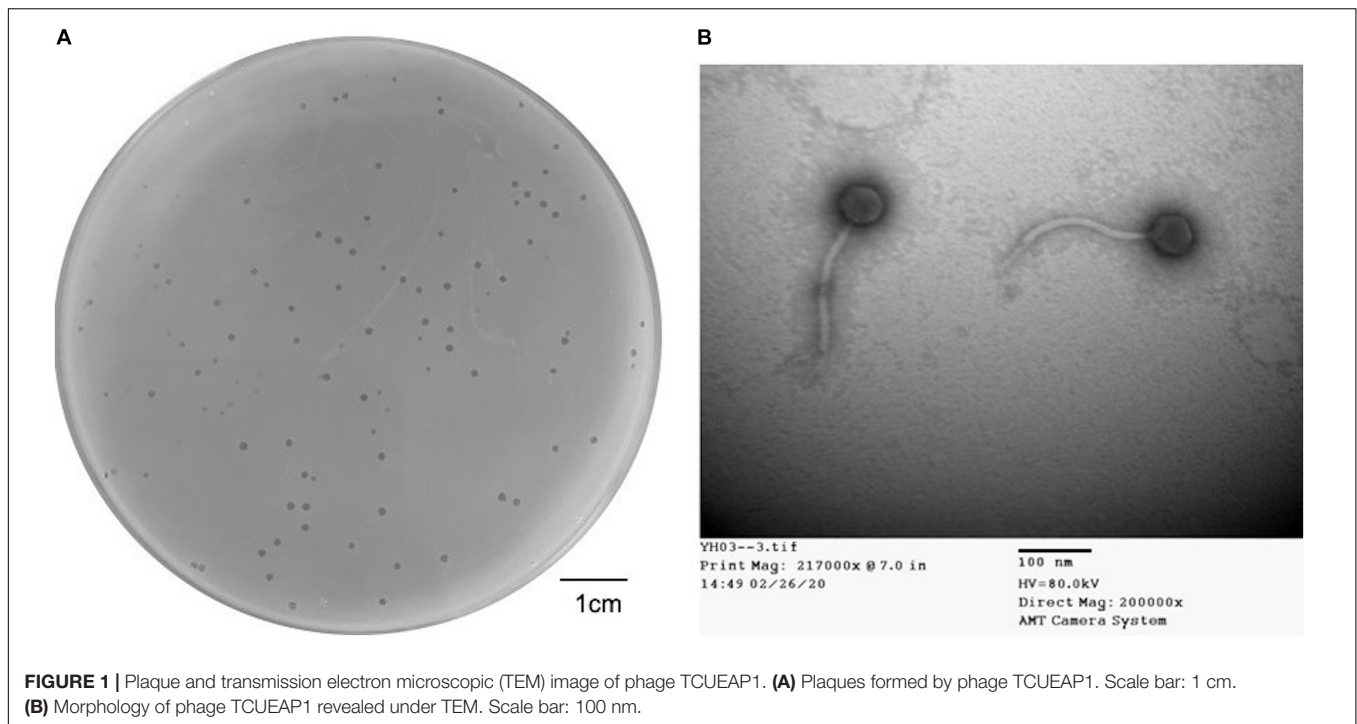 A
B
1cm
YH03--3.tif
Print Mag: 217000x @ 7.0 in
14:49 02/26/20
100 nm
HV=80.0kV
Direct Mag: 200000x
AMT Camera System
FIGURE 1 | Plaque and transmission electron microscopic (TEM) image of phage TCUEAP1. (A) Plaques formed by phage TCUEAP1. Scale bar: 1 cm.
(B) Morphology of phage TCUEAP1 revealed under TEM. Scale bar: 100 nm.